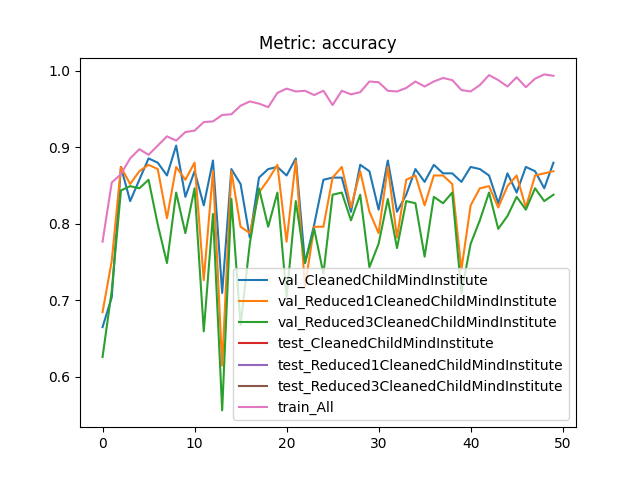 Metric: accuracy
1.0
0.9
0.8
0.7
0.6
val_CleanedChildMindInstitute
val_Reduced1CleanedChildMindInstitute
val_Reduced3CleanedChildMindInstitute
test_CleanedChildMindInstitute
test_Reduced1CleanedChildMindInstitute
test_Reduced3CleanedChildMindInstitute
train_All
0 10 20 30 40 50